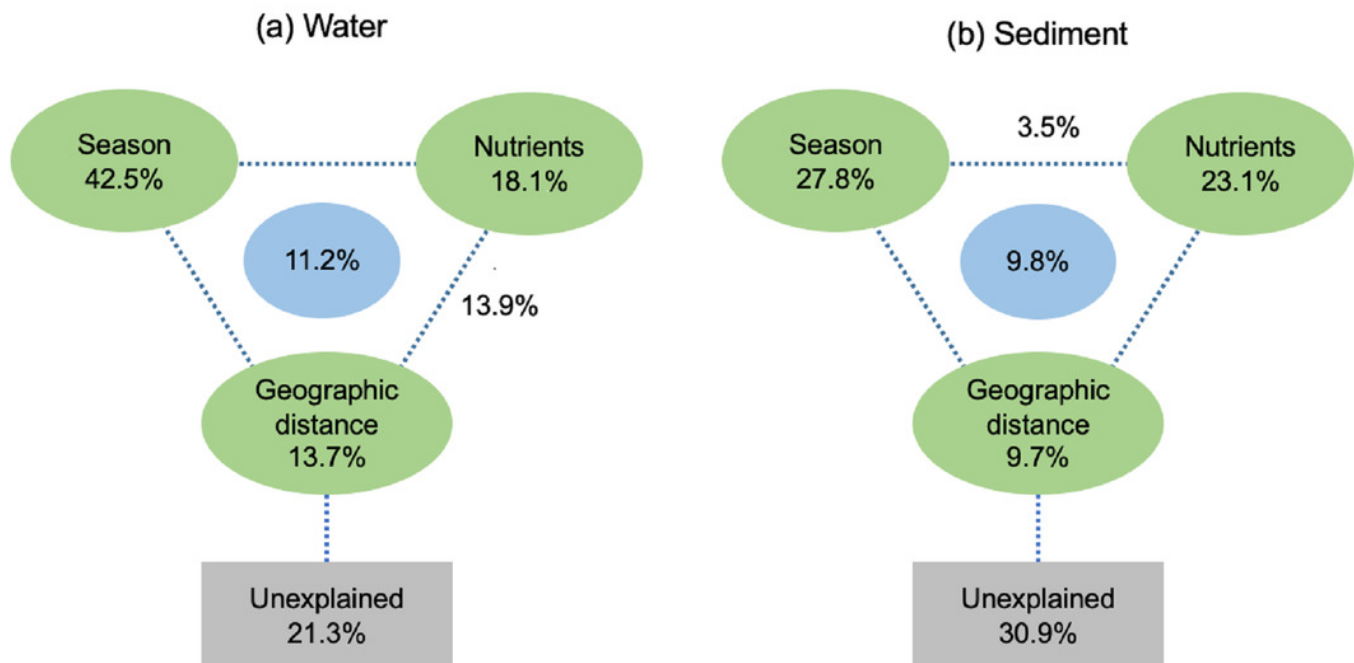 (a) Water
Season
42.5%
Nutrients
18.1%
11.2%
13.9%
Geographic
distance
13.7%
Unexplained
21.3%
(b) Sediment
3.5%
Season
27.8%
Nutrients
23.1%
9.8%
Geographic
distance
9.7%
Unexplained
30.9%